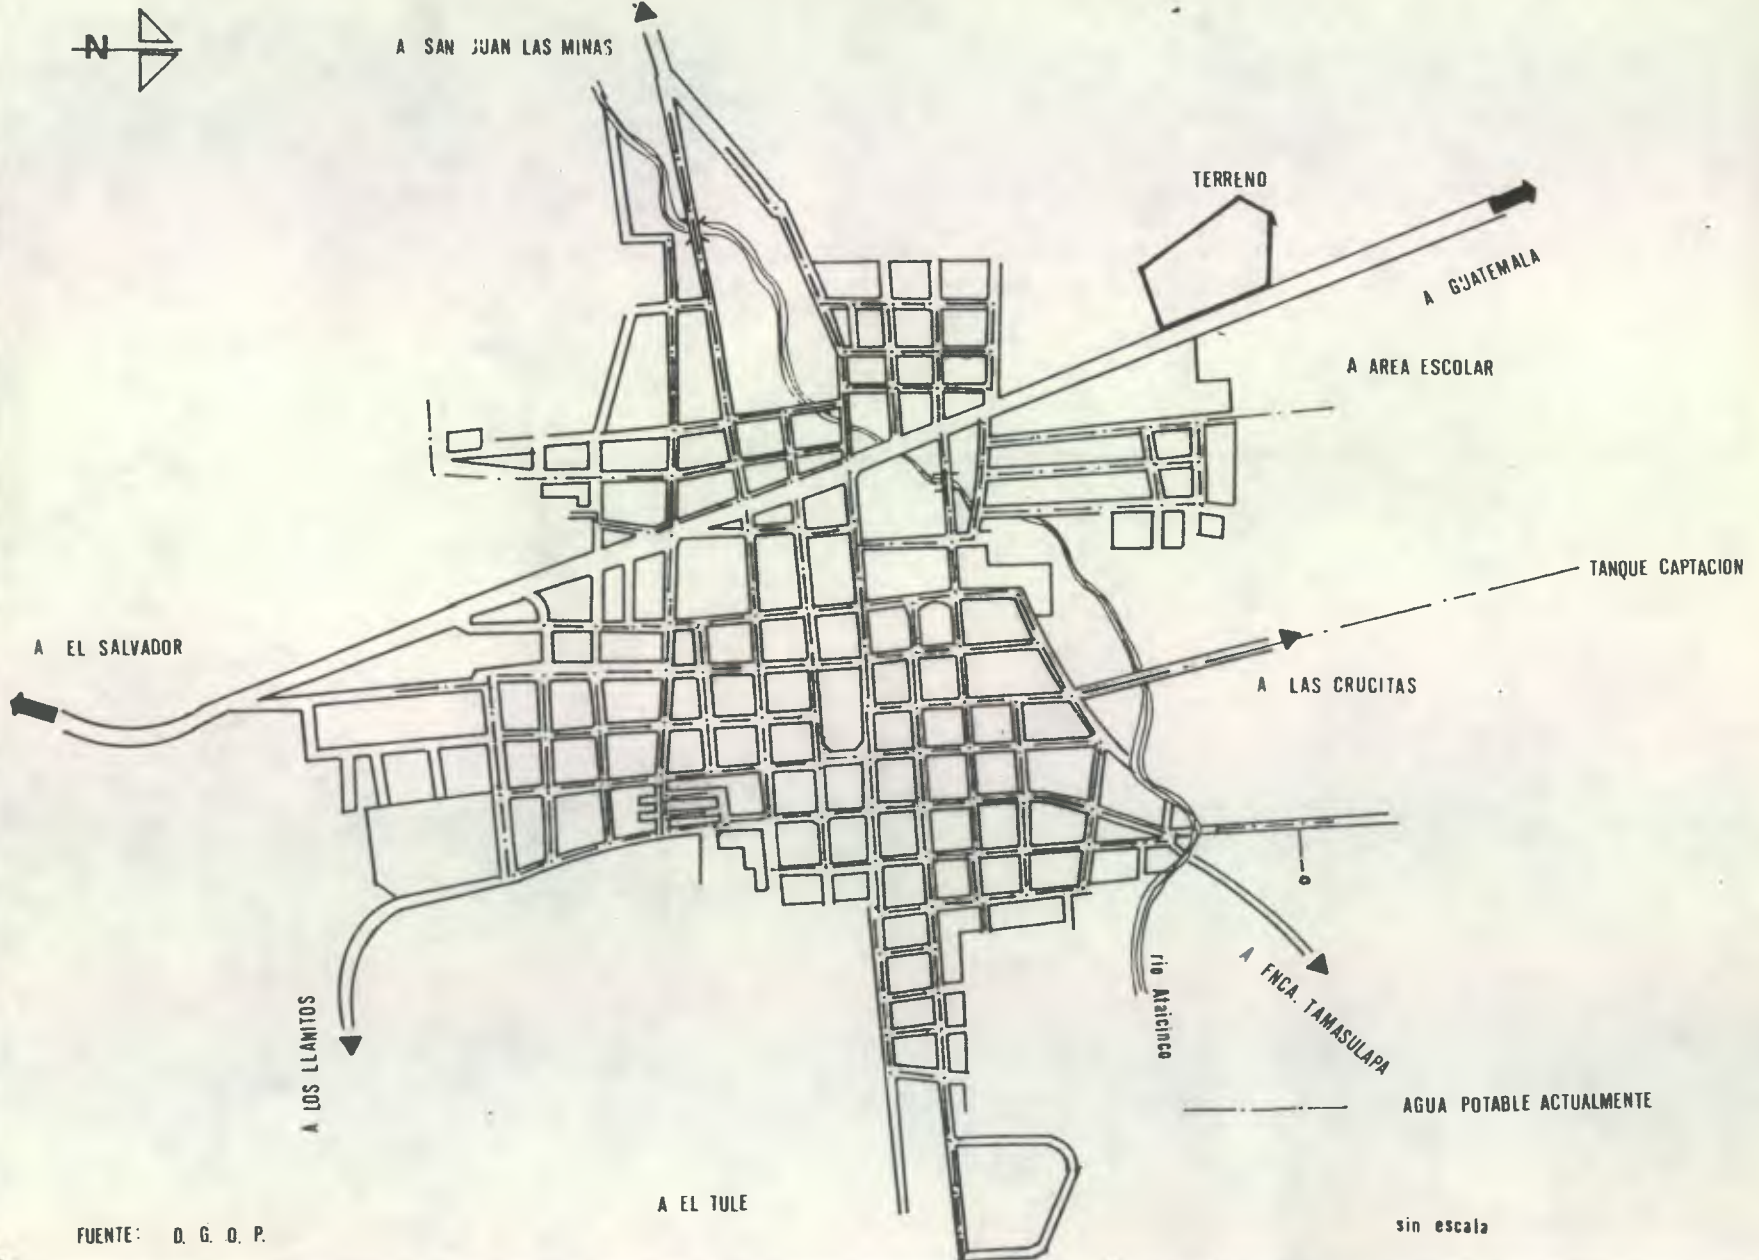 N
A SAN JUAN LAS MINAS
TERRENO
A GUATEMALA
A AREA ESCOLAR
TANQUE CAPTACION
A EL SALVADOR
A LAS CRUCITAS
A LOS LLANITOS
río Ataicinco
A FNCA. TAMASULAPA
AGUA POTABLE ACTUALMENTE
A EL TULE
sin escala
FUENTE: D. G. O. P.